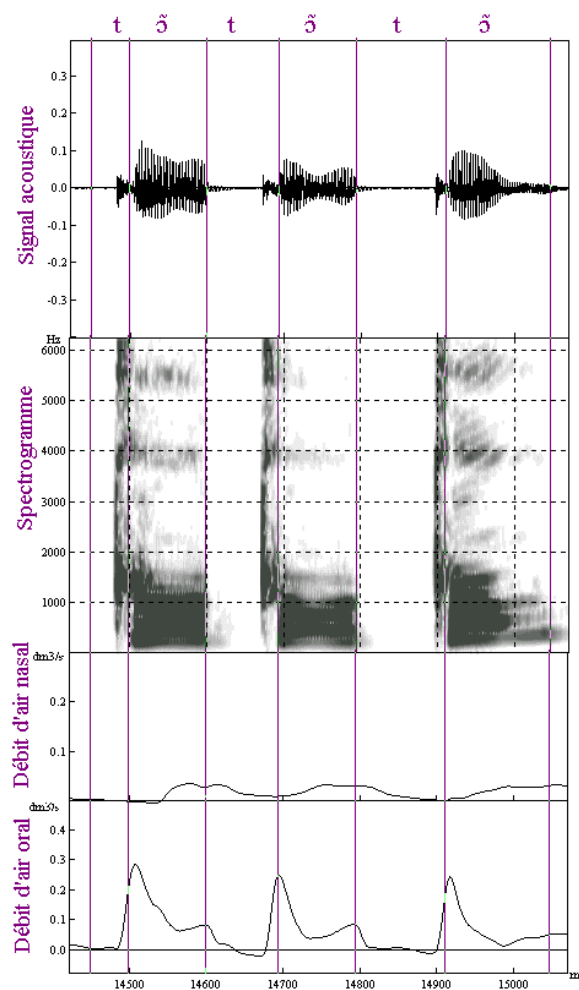 t ɔ̃ t ɔ̃ t ɔ̃
Signal acoustique
0.3
0.2
0.1
0.0
-0.1
-0.2
-0.3
Hz
Spectrogramme
6000
5000
4000
3000
2000
1000
dm3/s
Débit d'air nasal
0.2
0.1
dm3/s
Débit d'air oral
0.4
0.3
0.2
0.1
0.0
14500 14600 14700 14800 14900 15000 m